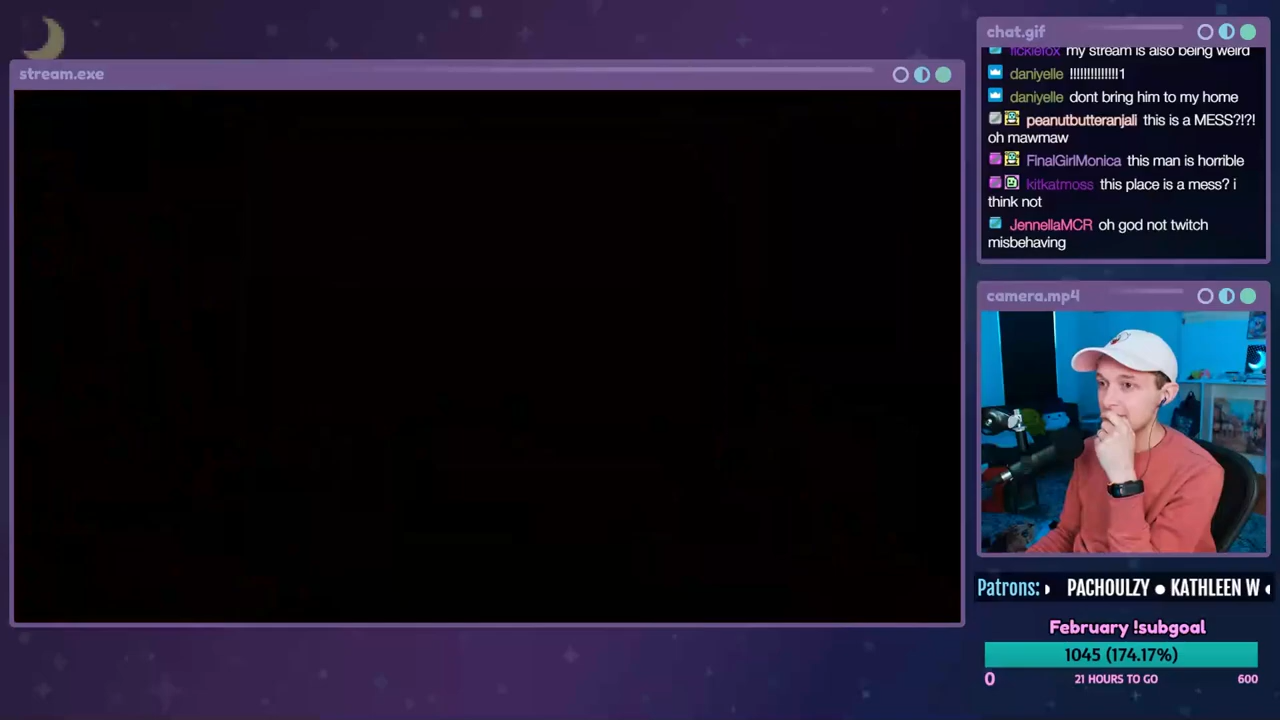 stream.exe
chat.gif
ficklefox my stream is also being weird
daniyelle !!!!!!!!!!!!!!1
daniyelle dont bring him to my home
peanutbutteranjali this is a MESS?!?!
oh mawmaw
FinalGirlMonica this man is horrible
kitkatmoss this place is a mess? i
think not
JennellaMCR oh god not twitch
misbehaving
camera.mp4
Patrons: PACHOULZY ● KATHLEEN W
February !subgoal
1045 (174.17%)
0 21 HOURS TO GO 600